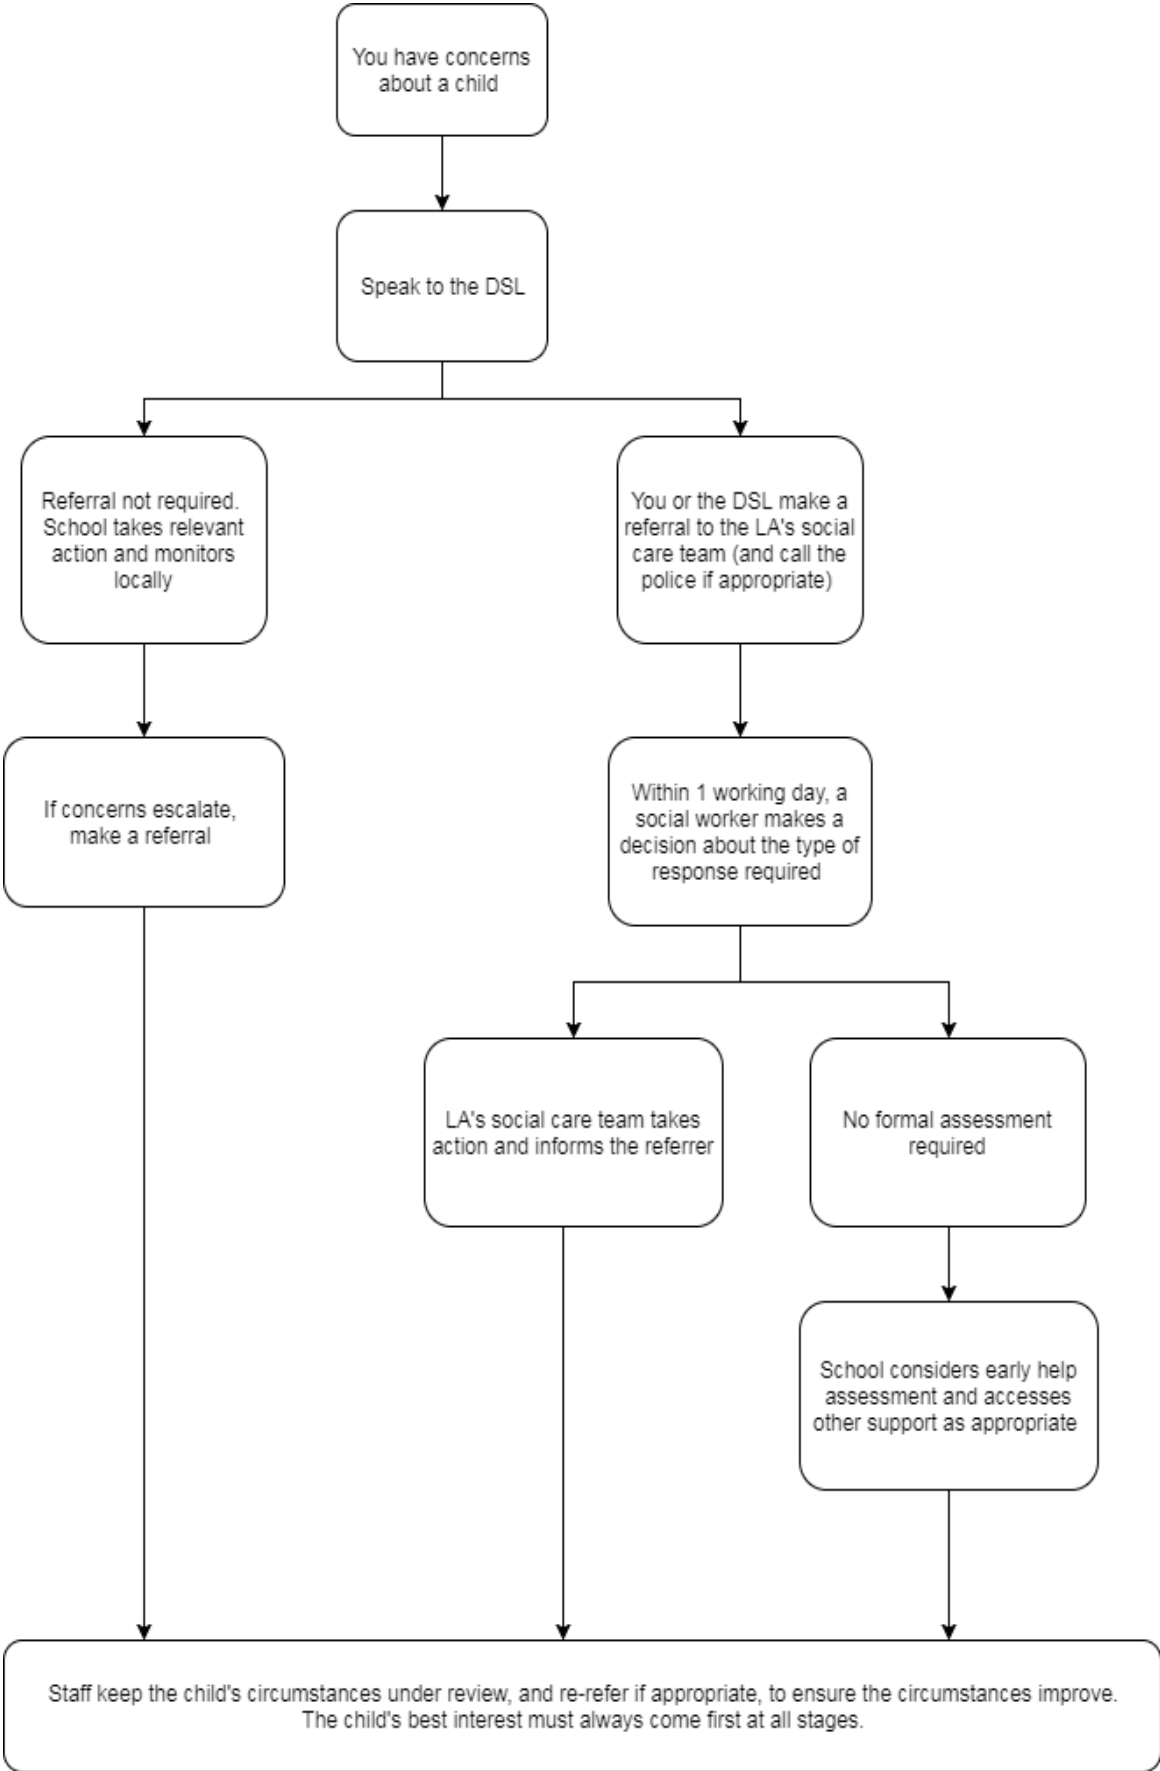 You have concerns
about a child
Speak to the DSL
Referral not required.
School takes relevant
action and monitors
locally
You or the DSL make a
referral to the LA's social
care team (and call the
police if appropriate)
If concerns escalate,
make a referral
Within 1 working day, a
social worker makes a
decision about the type of
response required
LA's social care team takes
action and informs the referrer
No formal assessment
required
School considers early help
assessment and accesses
other support as appropriate
Staff keep the child's circumstances under review, and re-refer if appropriate, to ensure the circumstances improve.
The child's best interest must always come first at all stages.